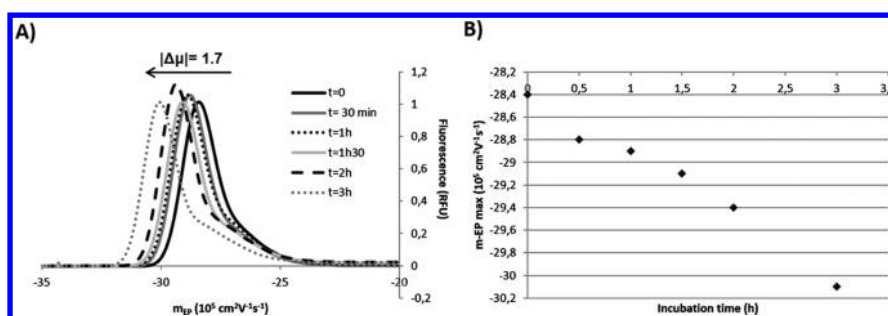 A)
|Δμ|= 1.7
t=0
t= 30 min
t=1h
t=1h30
t=2h
t=3h
1,2
1
0,8
0,6
0,4
0,2
0
-0,2
Fluorescence (RFU)
-35
-30
-25
-20
m_EP (10⁵ cm²V⁻¹s⁻¹)
B)
-28,2
-28,4
-28,6
-28,8
-29
-29,2
-29,4
-29,6
-29,8
-30
-30,2
0
0,5
1
1,5
2
2,5
3
m-EP max (10⁵ cm²V⁻¹s⁻¹)
Incubation time (h)